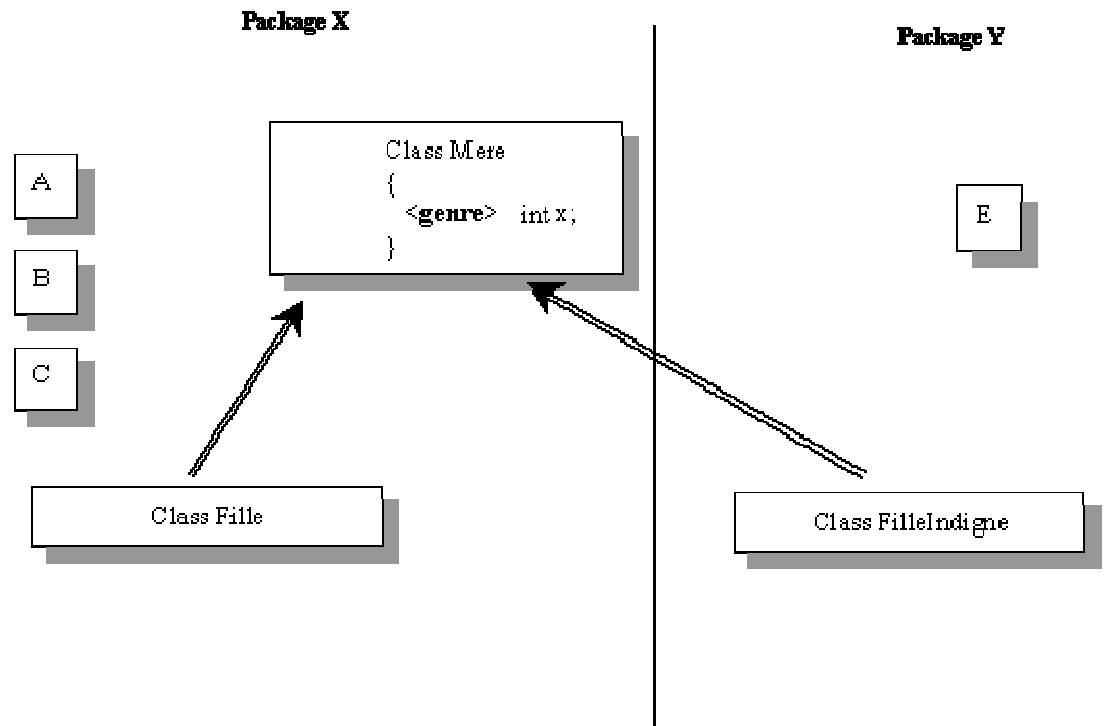 Package X
Package Y
Class Mere
{
<genre> int x;
}
A
B
C
E
Class Fille
Class FilleIndigne